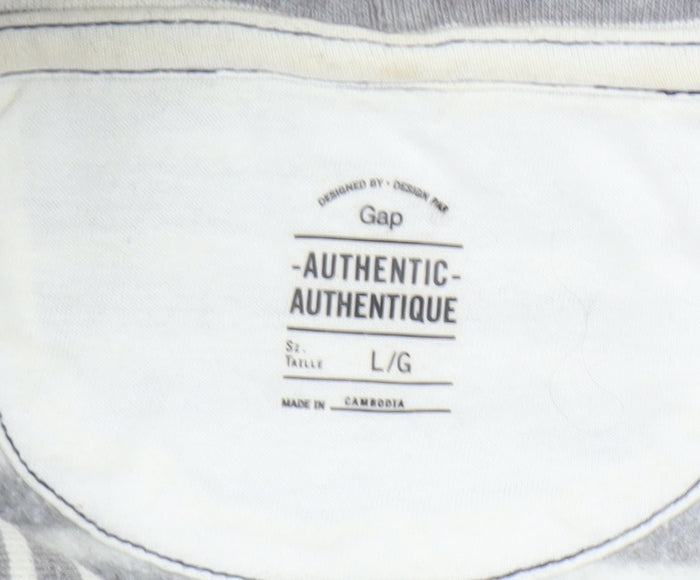 DESIGNED BY · DESIGN PAR
Gap
-AUTHENTIC-
AUTHENTIQUE
Sz.
TAILLE L/G
MADE IN CAMBODIA